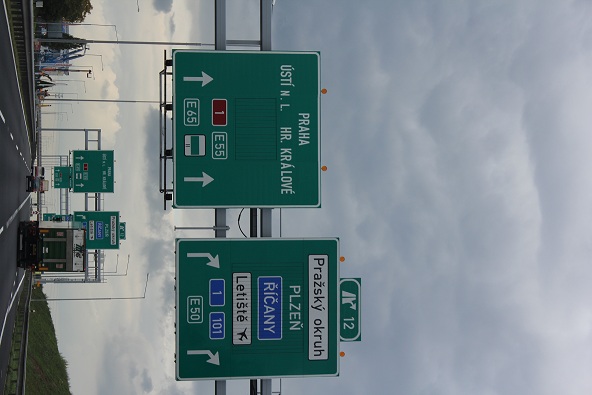 PRAHA
ÚSTÍ N. L. HR. KRÁLOVÉ
1 E55
E65
12
Pražský okruh
PLZEŇ
ŘÍČANY
Letiště
1 101
E50